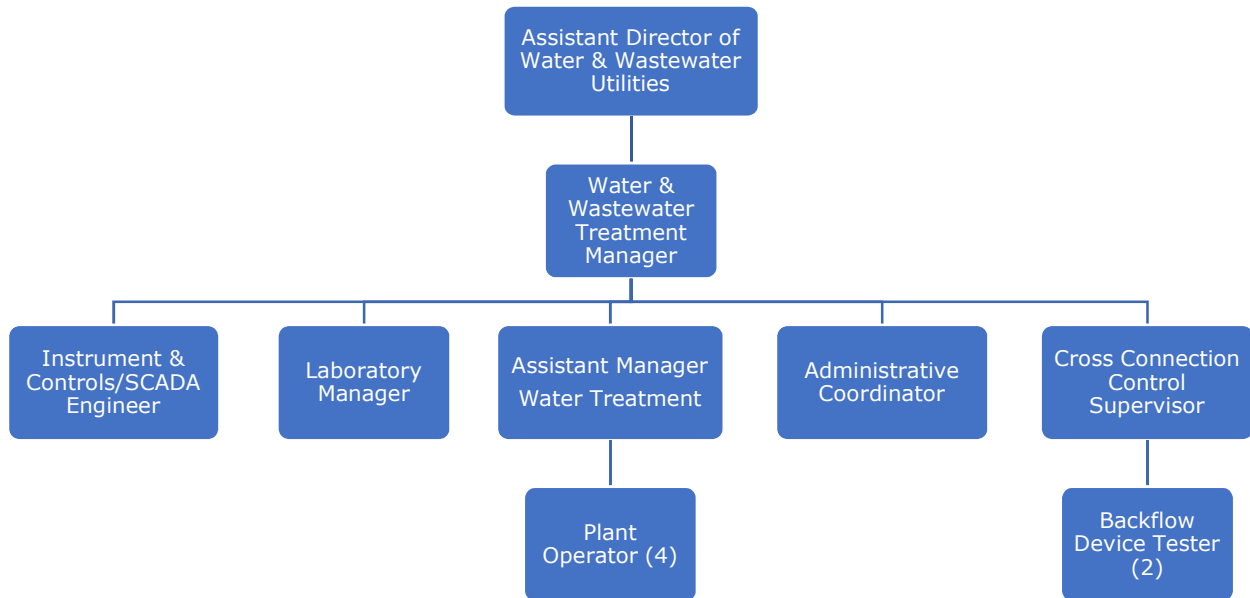 Assistant Director of
Water & Wastewater
Utilities
Water &
Wastewater
Treatment
Manager
Instrument &
Controls/SCADA
Engineer
Laboratory
Manager
Assistant Manager
Water Treatment
Administrative
Coordinator
Cross Connection
Control
Supervisor
Plant
Operator (4)
Backflow
Device Tester
(2)